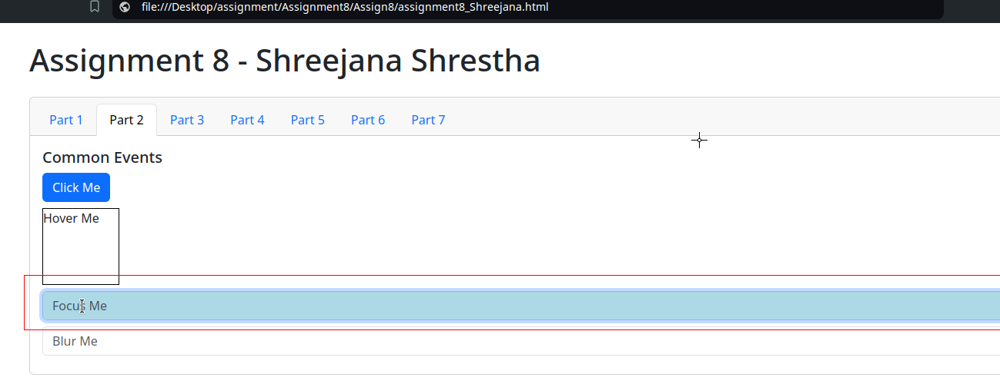 file:///Desktop/assignment/Assignment8/Assign8/assignment8_Shreejana.html
Assignment 8 - Shreejana Shrestha
Part 1 Part 2 Part 3 Part 4 Part 5 Part 6 Part 7
Common Events
Click Me
Hover Me
Focus Me
Blur Me